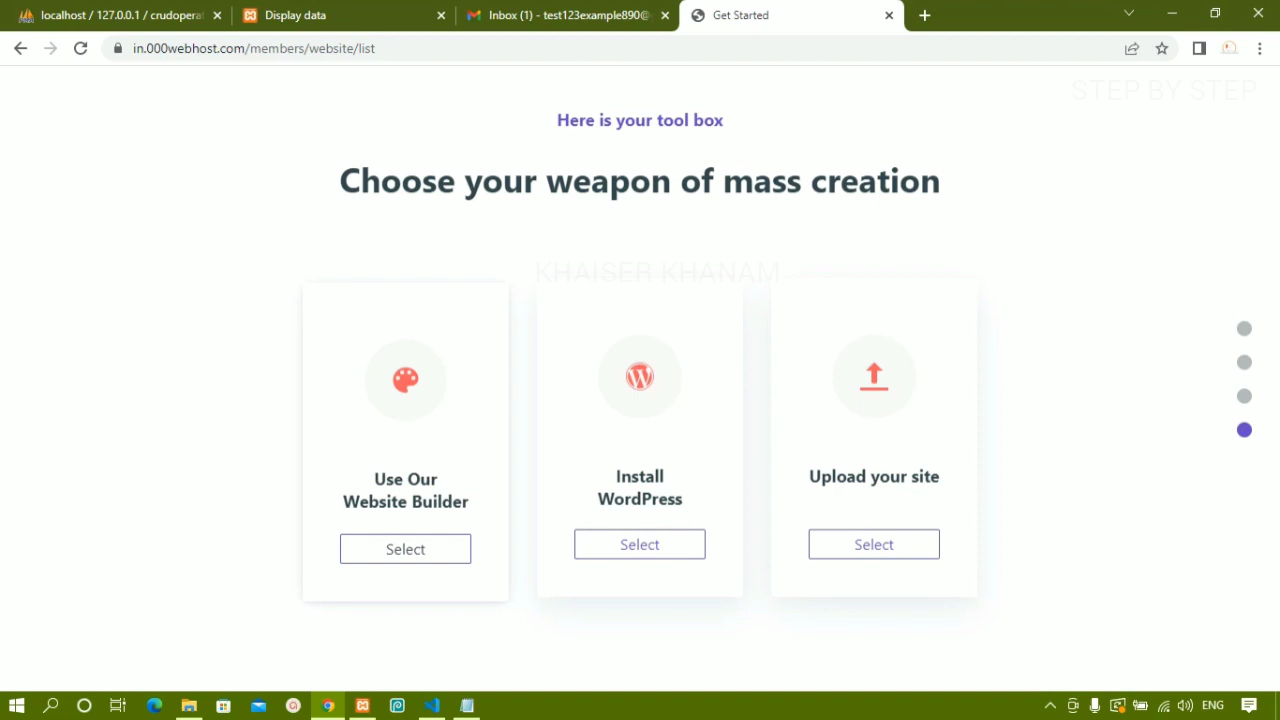 localhost / 127.0.0.1 / crudoperat
Display data
Inbox (1) - test123example890@
Get Started
in.000webhost.com/members/website/list
STEP BY STEP
Here is your tool box
Choose your weapon of mass creation
KHAISER KHANAM
Use Our
Website Builder
Select
Install
WordPress
Select
Upload your site
Select
ENG